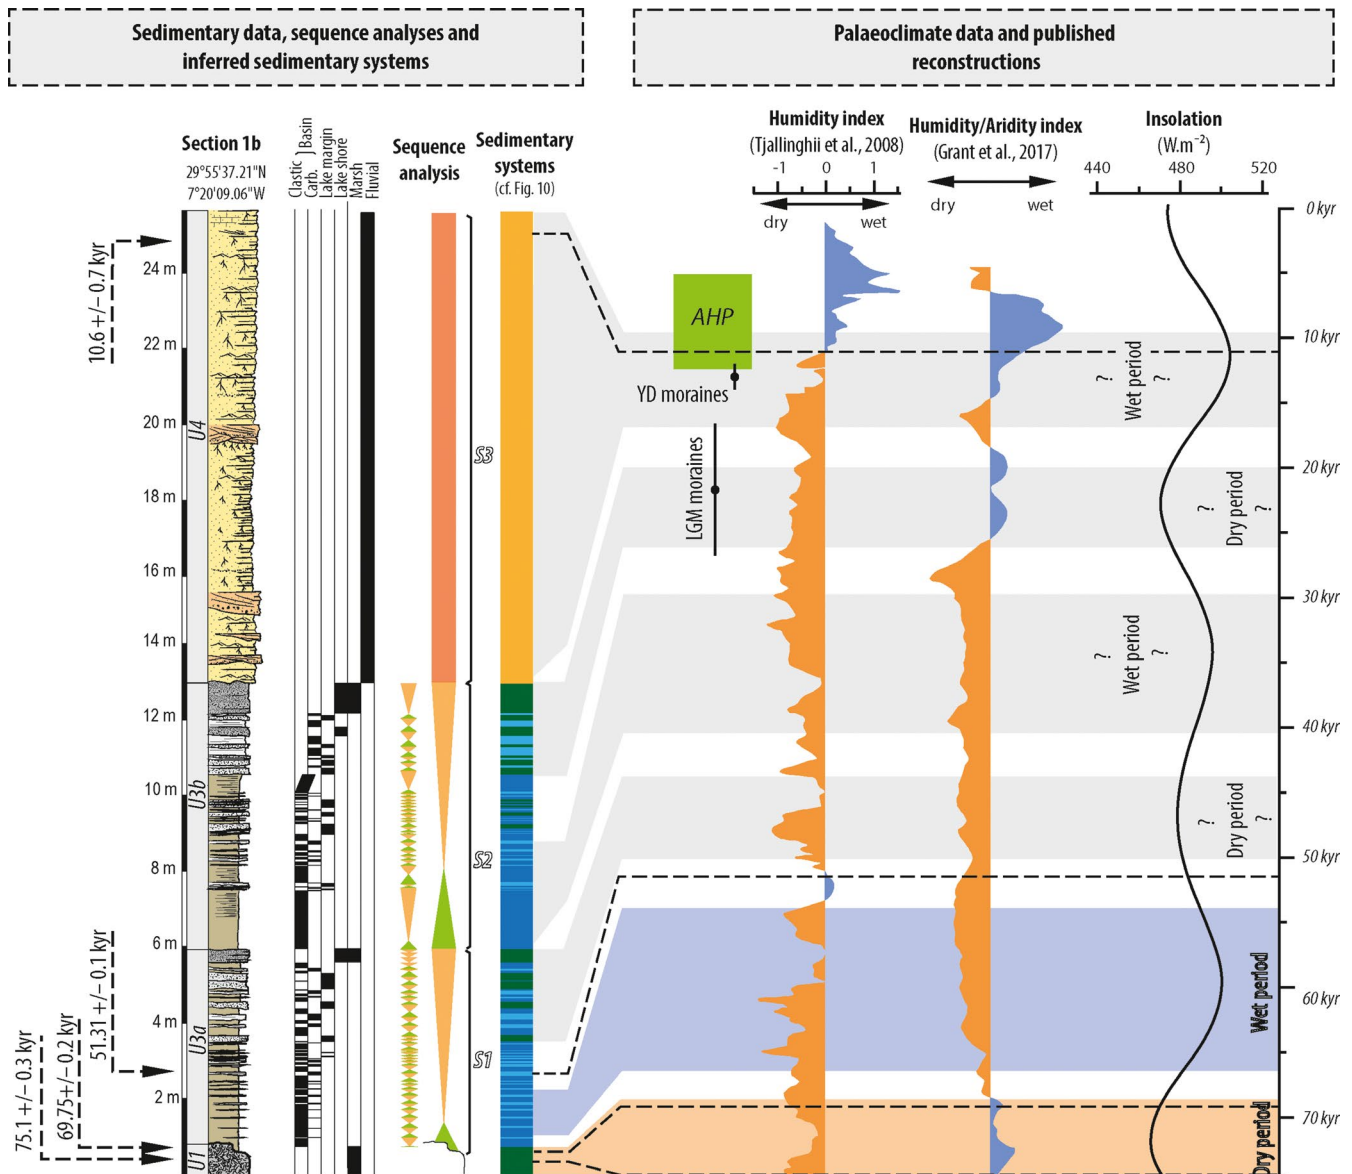 Sedimentary data, sequence analyses and
inferred sedimentary systems
Palaeoclimate data and published
reconstructions
Section 1b
29°55'37.21"N
7°20'09.06"W
Clastic
Carb.
] Basin
Lake margin
Lake shore
Marsh
Fluvial
Sequence
analysis
Sedimentary
systems
(cf. Fig. 10)
Humidity index
(Tjallinghii et al., 2008)
-1 0 1
dry wet
Humidity/Aridity index
(Grant et al., 2017)
dry wet
Insolation
(W.m⁻²)
440 480 520
0 kyr
10 kyr
20 kyr
30 kyr
40 kyr
50 kyr
60 kyr
70 kyr
24 m
22 m
20 m
18 m
16 m
14 m
12 m
10 m
8 m
6 m
4 m
2 m
U4
U3b
U3a
U1
S3
S2
S1
10.6 +/− 0.7 kyr
51.31 +/− 0.1 kyr
69.75+/− 0.2 kyr
75.1 +/− 0.3 kyr
AHP
YD moraines
LGM moraines
? Wet period ?
? Dry period ?
? Wet period ?
? Dry period ?
Wet period
Dry period